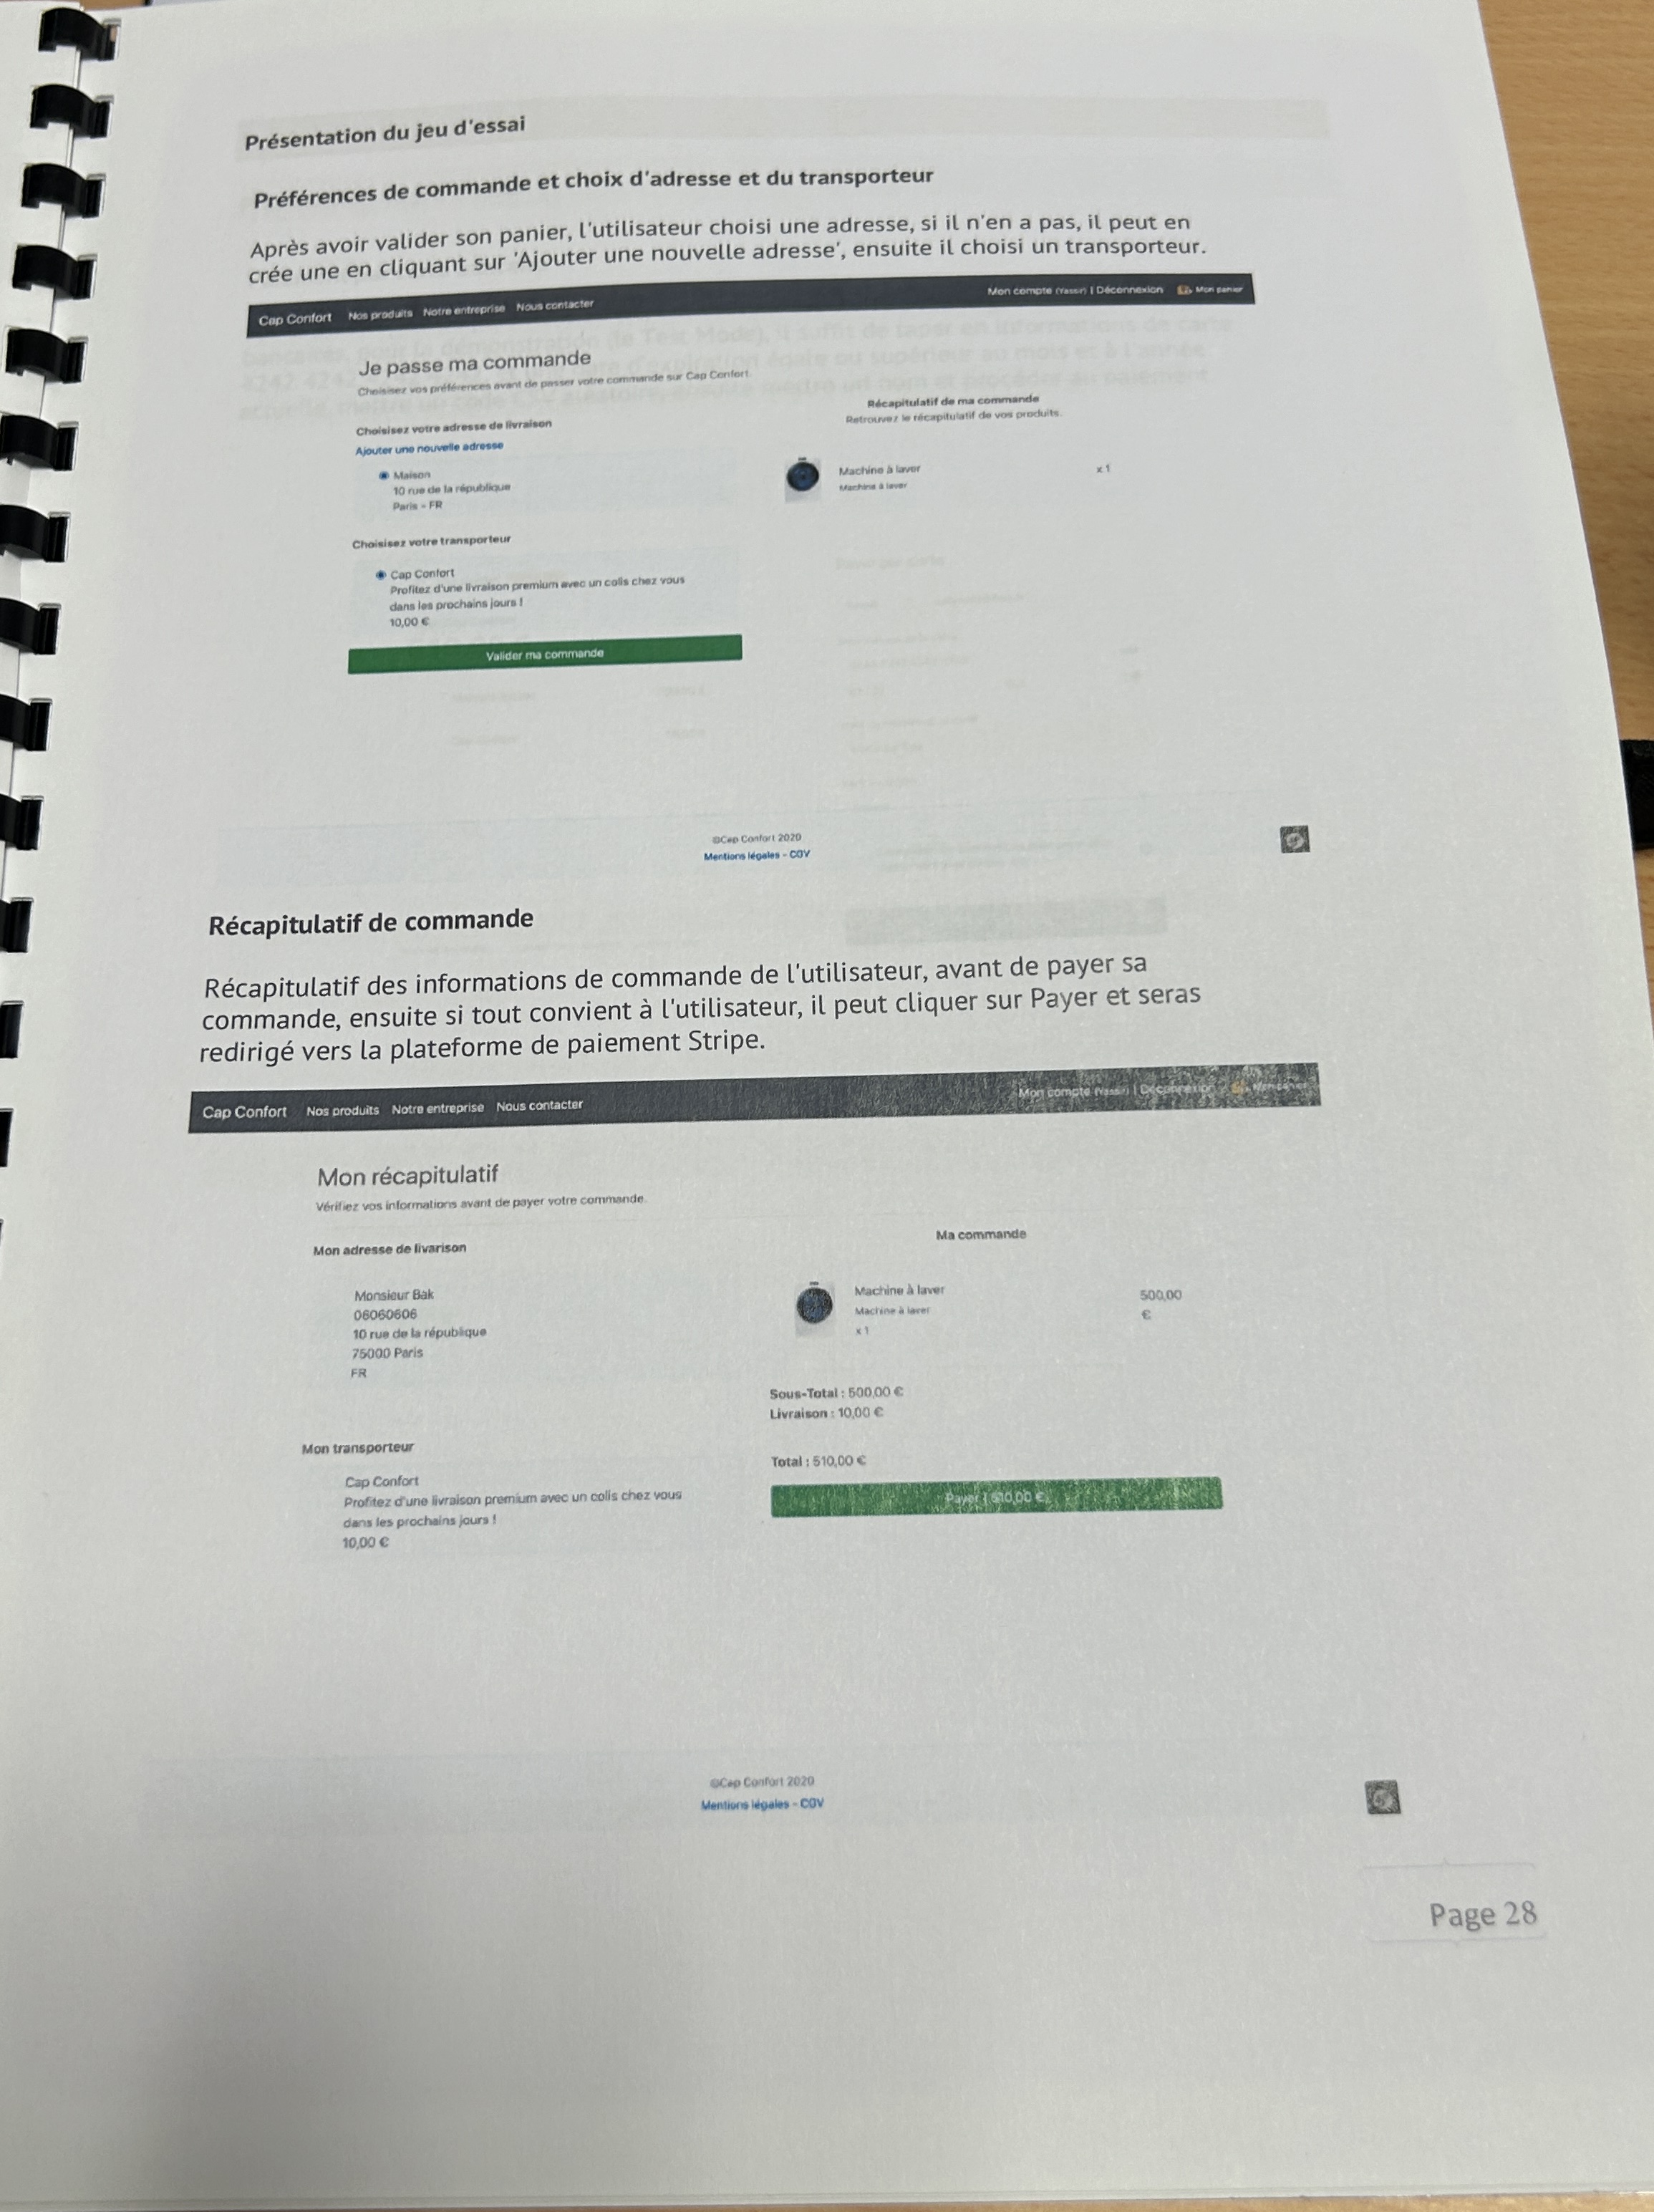 Présentation du jeu d'essai
Préférences de commande et choix d'adresse et du transporteur
Après avoir valider son panier, l'utilisateur choisi une adresse, si il n'en a pas, il peut en
crée une en cliquant sur 'Ajouter une nouvelle adresse', ensuite il choisi un transporteur.
Cap Confort Nos produits Notre entreprise Nous contacter Mon compte (Yassir) | Déconnexion Mon panier
Je passe ma commande
Choisisez vos préférences avant de passer votre commande sur Cap Confort.
Choisisez votre adresse de livraison
Ajouter une nouvelle adresse
Maison
10 rue de la république
Paris - FR
Choisisez votre transporteur
Cap Confort
Profitez d'une livraison premium avec un colis chez vous
dans les prochains jours !
10,00 €
Valider ma commande
Récapitulatif de ma commande
Retrouvez le récapitulatif de vos produits.
Machine à laver x 1
Machine à laver
©Cap Confort 2020
Mentions légales - CGV
Récapitulatif de commande
Récapitulatif des informations de commande de l'utilisateur, avant de payer sa
commande, ensuite si tout convient à l'utilisateur, il peut cliquer sur Payer et seras
redirigé vers la plateforme de paiement Stripe.
Cap Confort Nos produits Notre entreprise Nous contacter Mon compte (Yassir) | Déconnexion Mon panier
Mon récapitulatif
Vérifiez vos informations avant de payer votre commande.
Mon adresse de livarison
Monsieur Bak
06060606
10 rue de la république
75000 Paris
FR
Mon transporteur
Cap Confort
Profitez d'une livraison premium avec un colis chez vous
dans les prochains jours !
10,00 €
Ma commande
Machine à laver 500,00
Machine à laver €
x 1
Sous-Total : 500,00 €
Livraison : 10,00 €
Total : 510,00 €
Payer | 510,00 €
©Cap Confort 2020
Mentions légales - CGV
Page 28